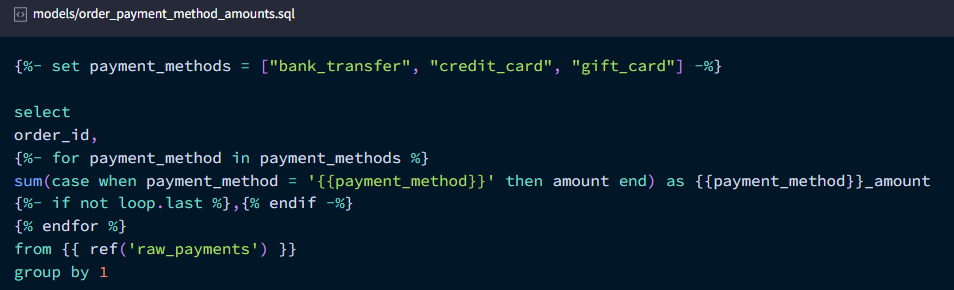 models/order_payment_method_amounts.sql
{%- set payment_methods = ["bank_transfer", "credit_card", "gift_card"] -%}
select
order_id,
{%- for payment_method in payment_methods %}
sum(case when payment_method = '{{payment_method}}' then amount end) as {{payment_method}}_amount
{%- if not loop.last %},{% endif -%}
{% endfor %}
from {{ ref('raw_payments') }}
group by 1